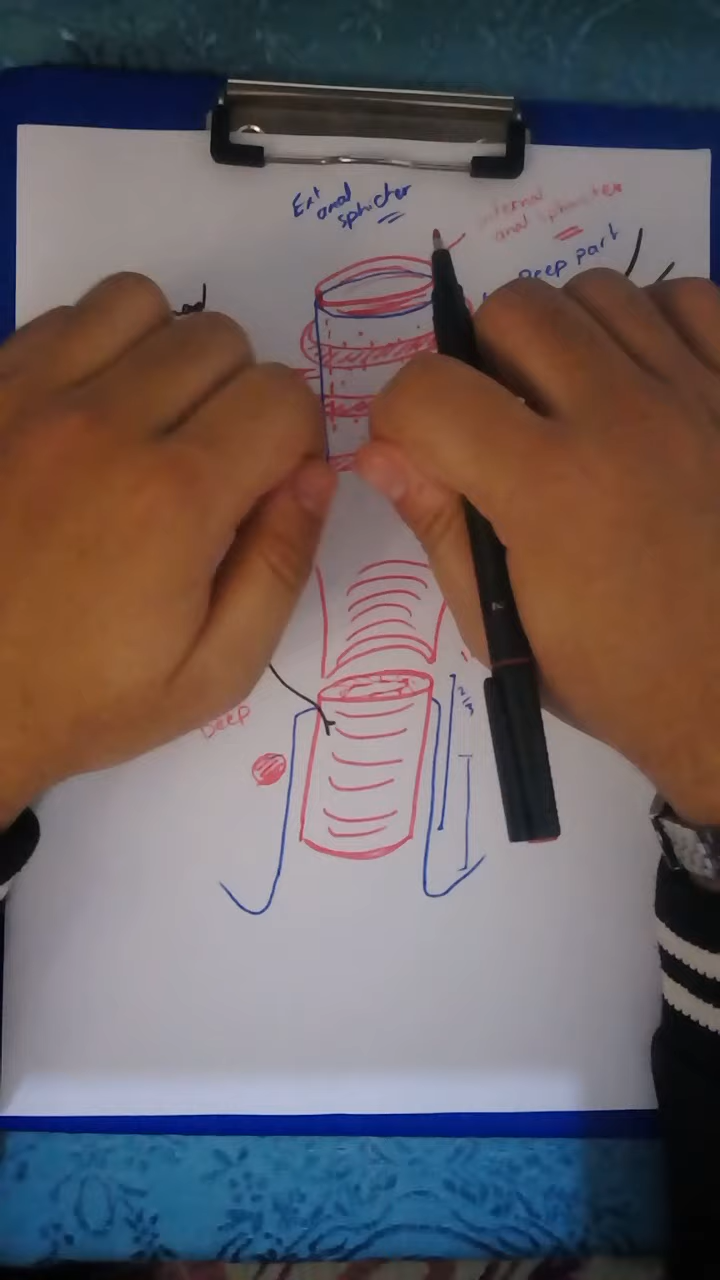 Ext
anal
sphicter
internal
anal sphicter
Deep part
Deep